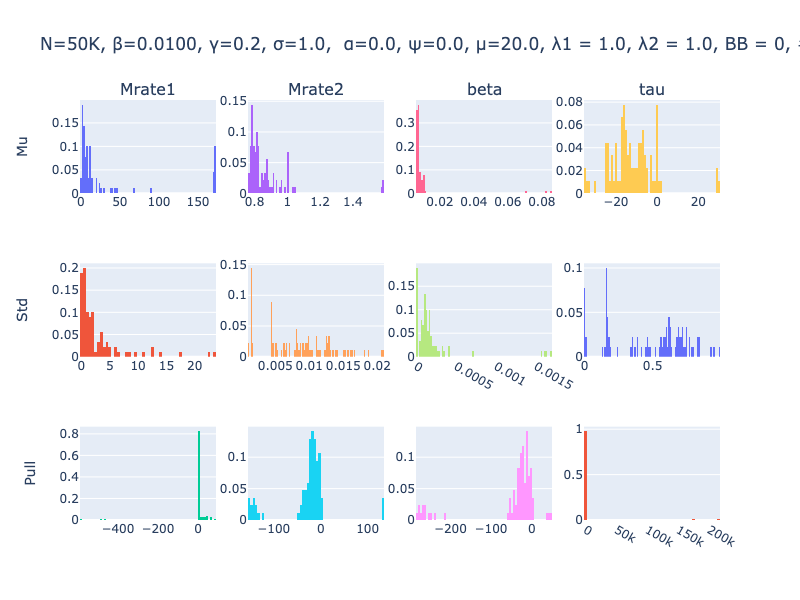 N=50K, β=0.0100, γ=0.2, σ=1.0,  α=0.0, ψ=0.0, μ=20.0, λ1 = 1.0, λ2 = 1.0, BB = 0,
Mrate1 Mrate2 beta tau
Mu
0.15 0.1 0.05 0
0 50 100 150
0.15 0.1 0.05 0
0.8 1 1.2 1.4
0.3 0.2 0.1 0
0.02 0.04 0.06 0.08
0.08 0.06 0.04 0.02 0
−20 0 20
Std
0.2 0.15 0.1 0.05 0
0 5 10 15 20
0.15 0.1 0.05 0
0.005 0.01 0.015 0.02
0.15 0.1 0.05 0
0 0.0005 0.001 0.0015
0.1 0.05 0
0 0.5
Pull
0.8 0.6 0.4 0.2 0
−400 −200 0
0.1 0.05 0
−100 0 100
0.15 0.1 0.05 0
−200 −100 0
1 0.5 0
0 50k 100k 150k 200k